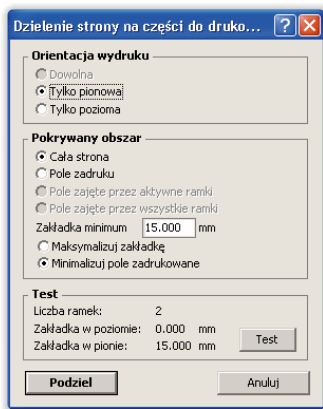 Dzielenie strony na części do druko...
Orientacja wydruku
Dowolna
Tylko pionowa
Tylko pozioma
Pokrywany obszar
Cała strona
Pole zadruku
Pole zajęte przez aktywne ramki
Pole zajęte przez wszystkie ramki
Zakładka minimum 15.000 mm
Maksymalizuj zakładkę
Minimalizuj pole zadrukowane
Test
Liczba ramek: 2
Zakładka w poziomie: 0.000 mm
Zakładka w pionie: 15.000 mm
Test
Podziel Anuluj